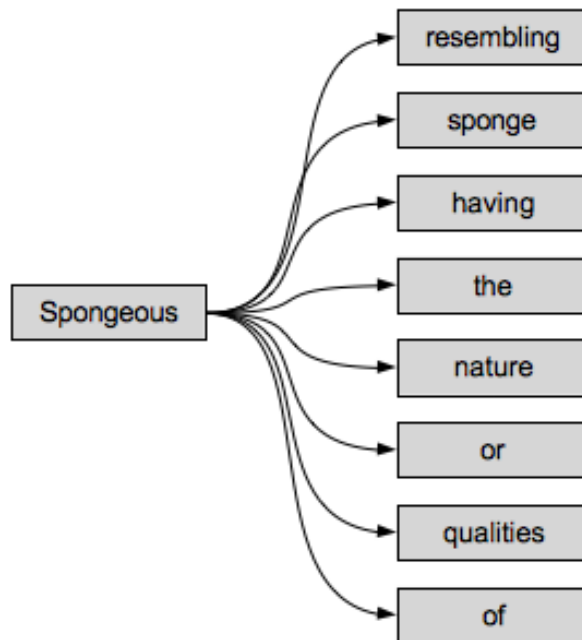 Spongeous
resembling
sponge
having
the
nature
or
qualities
of